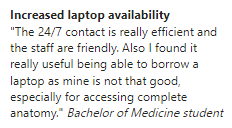 Increased laptop availability
"The 24/7 contact is really efficient and
the staff are friendly. Also I found it
really useful being able to borrow a
laptop as mine is not that good,
especially for accessing complete
anatomy." Bachelor of Medicine student